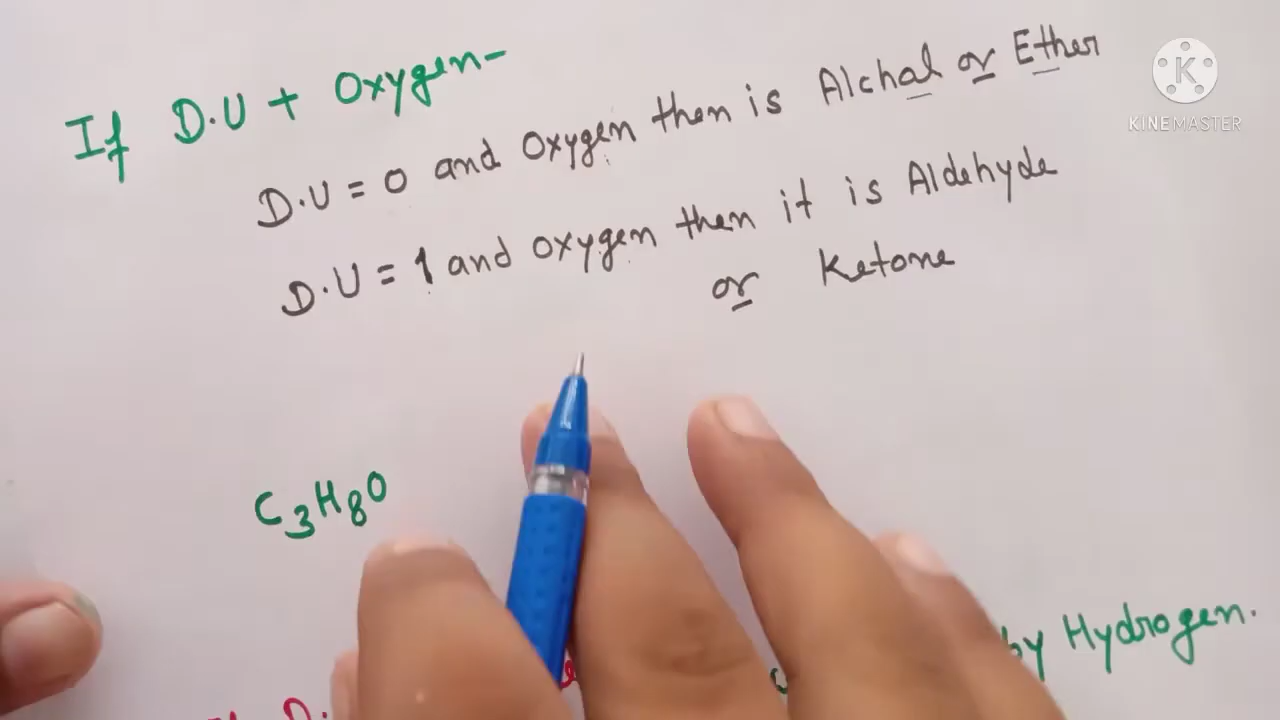 If D.U + Oxygen-
D.U = 0 and Oxygen then is Alchal or Ether
D.U = 1 and oxygen then it is Aldehyde
or Ketone
C3H8O
by Hydrogen.
K
KINEMASTER